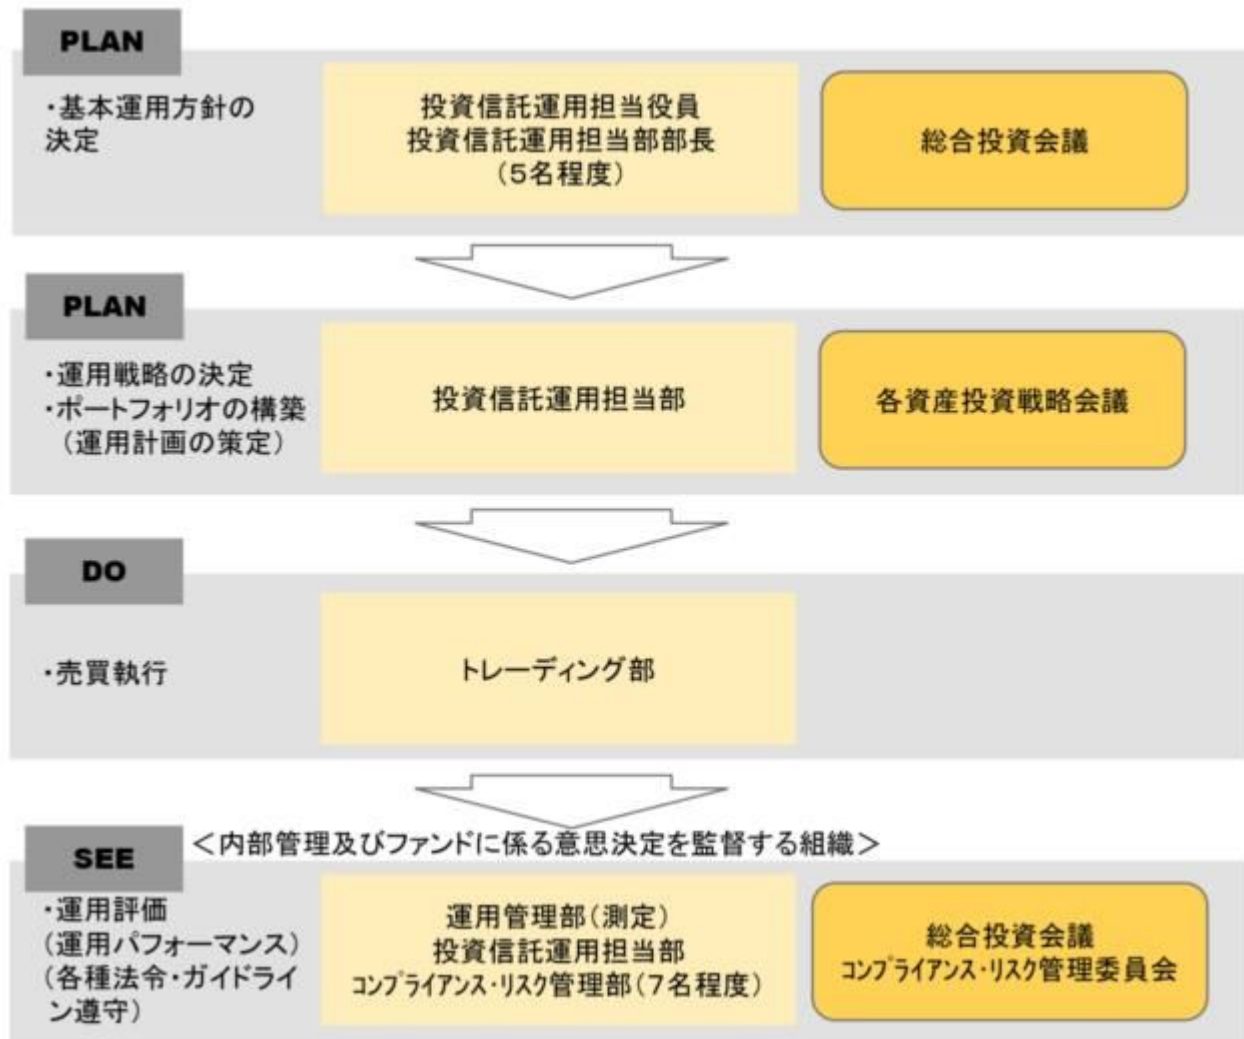 PLAN
・基本運用方針の
決定
投資信託運用担当役員
投資信託運用担当部部長
(5名程度)
総合投資会議
PLAN
・運用戦略の決定
・ポートフォリオの構築
(運用計画の策定)
投資信託運用担当部
各資産投資戦略会議
DO
・売買執行
トレーディング部
＜内部管理及びファンドに係る意思決定を監督する組織＞
SEE
・運用評価
(運用パフォーマンス)
(各種法令・ガイドライ
ン遵守)
運用管理部(測定)
投資信託運用担当部
ｺﾝﾌﾟﾗｲｱﾝｽ・ﾘｽｸ管理部(7名程度)
総合投資会議
ｺﾝﾌﾟﾗｲｱﾝｽ・ﾘｽｸ管理委員会